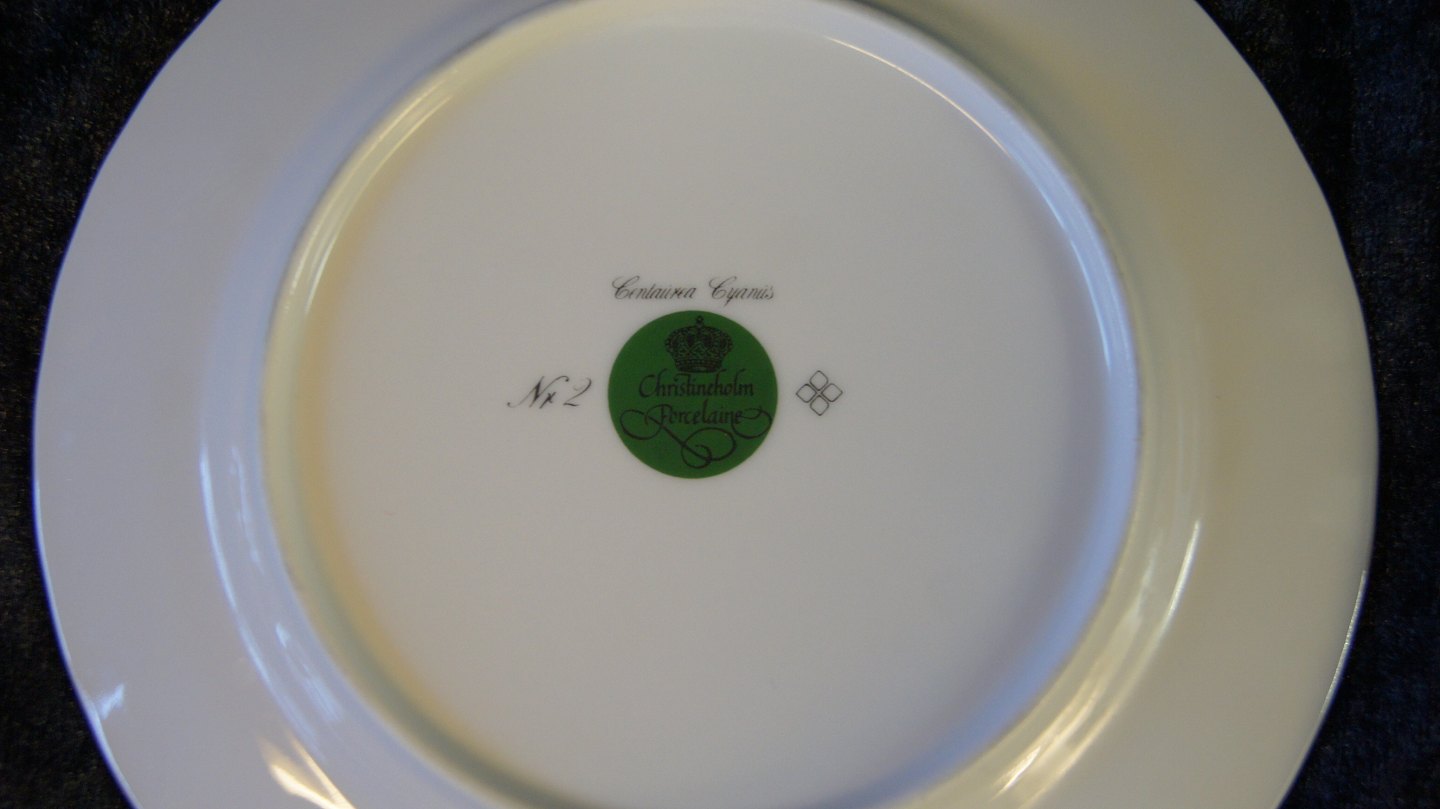 Centaurea Cyanus
Nr. 2
Christineholm
Porcelaine